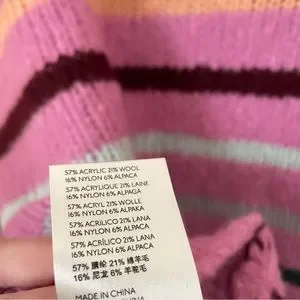 57% ACRYLIC 21% WOOL
16% NYLON 6% ALPACA
57% ACRYLIQUE 21% LAINE
16% NYLON 6% ALPAGA
57% ACRYL 21% WOLLE
16% NYLON 6% ALPAKA
57% ACRÍLICO 21% LANA
16% NYLON 6% ALPACA
57% ACRÍLICO 21% LANA
16% NYLON 6% ALPACA
57% 腈纶 21% 绵羊毛
16% 尼龙 6% 羊驼毛
MADE IN CHINA